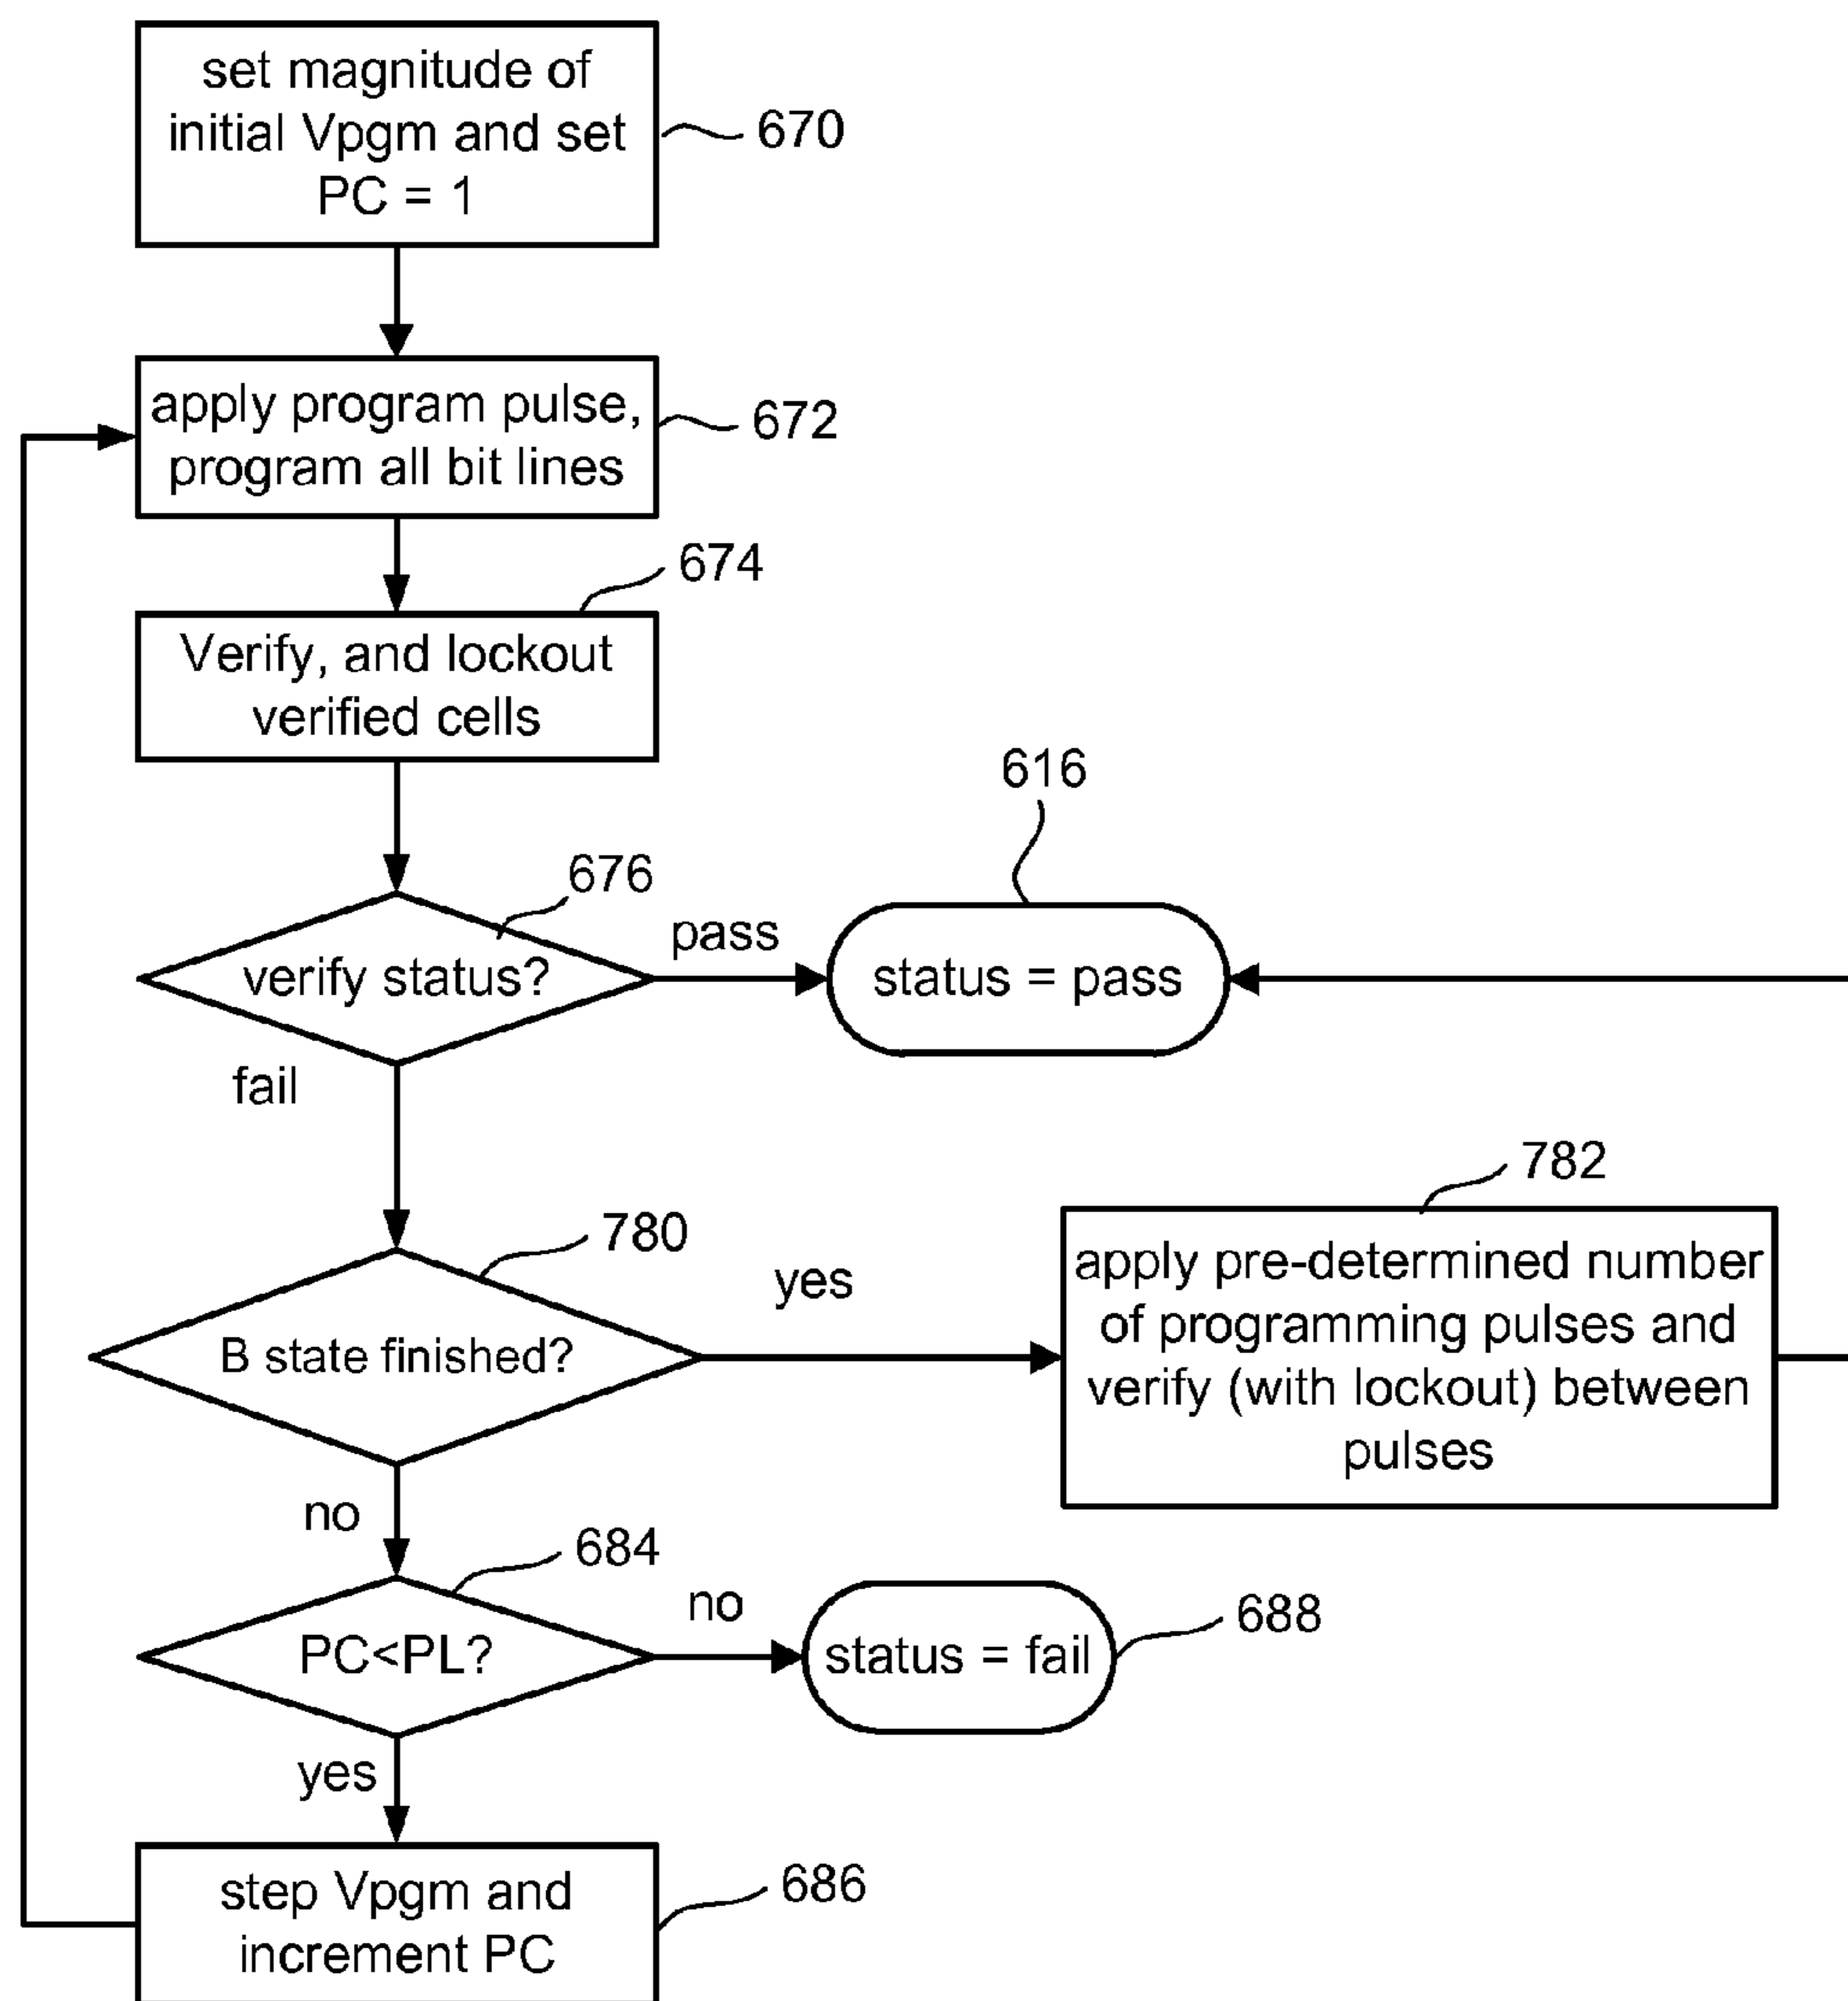 set magnitude of
initial Vpgm and set
PC = 1
670
apply program pulse,
program all bit lines
672
674
Verify, and lockout
verified cells
616
676
verify status?
pass
status = pass
fail
782
780
B state finished?
yes
apply pre-determined number
of programming pulses and
verify (with lockout) between
pulses
no
684
PC<PL?
no
status = fail
688
yes
step Vpgm and
increment PC
686